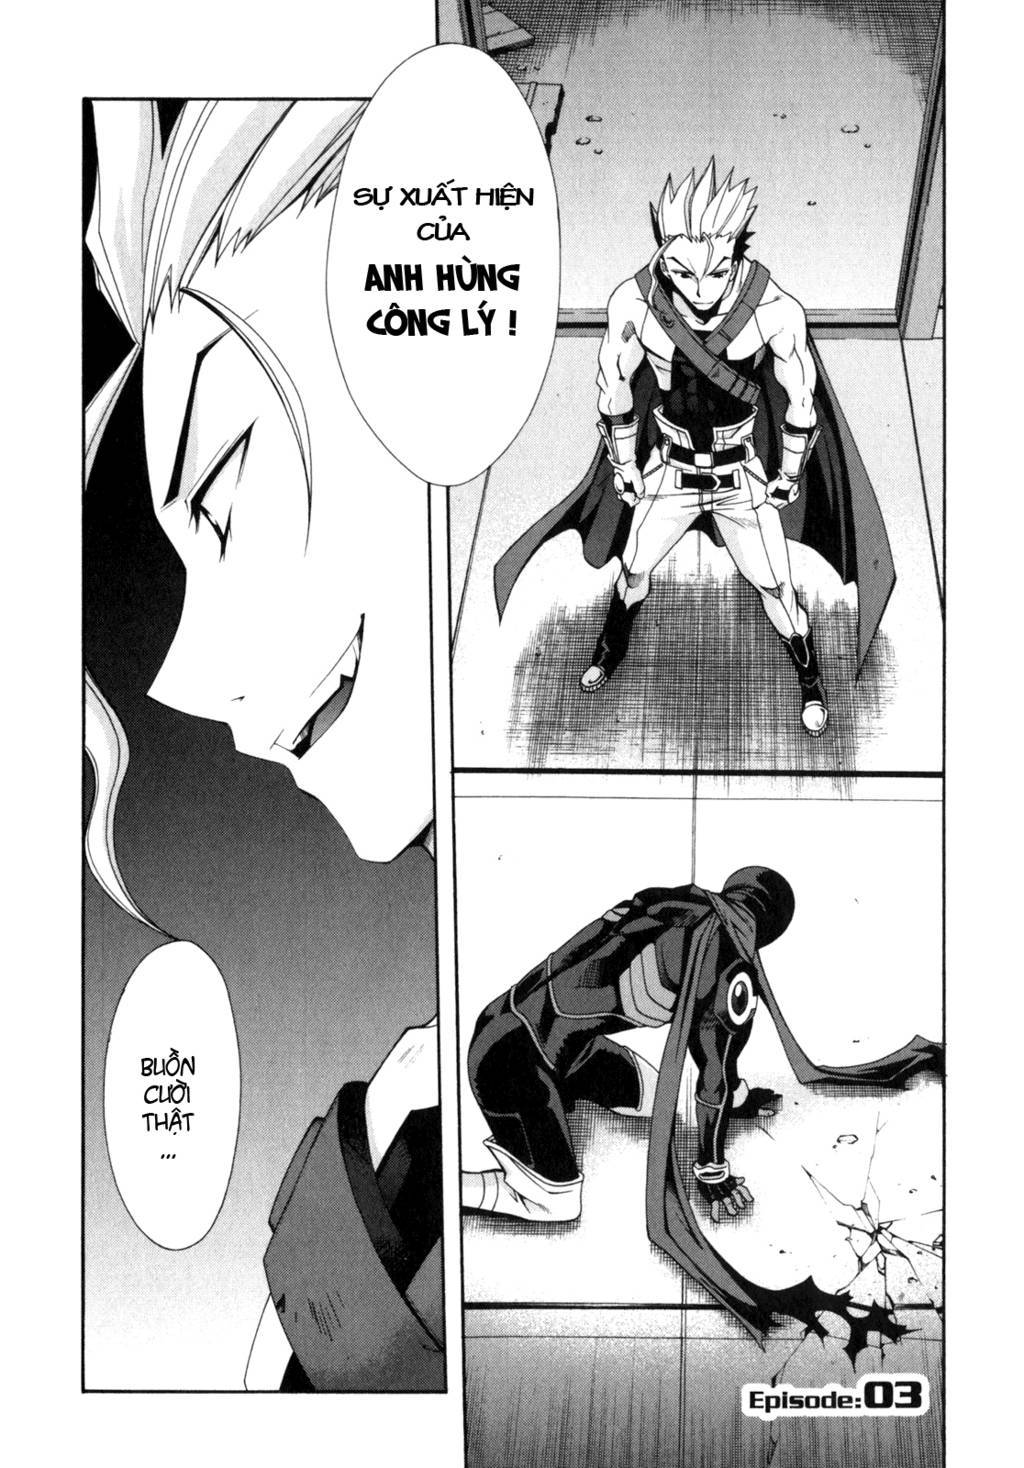 SỰ XUẤT HIỆN
CỦA
ANH HÙNG
CÔNG LÝ !
BUỒN
CƯỜI
THẬT
...
Episode:03